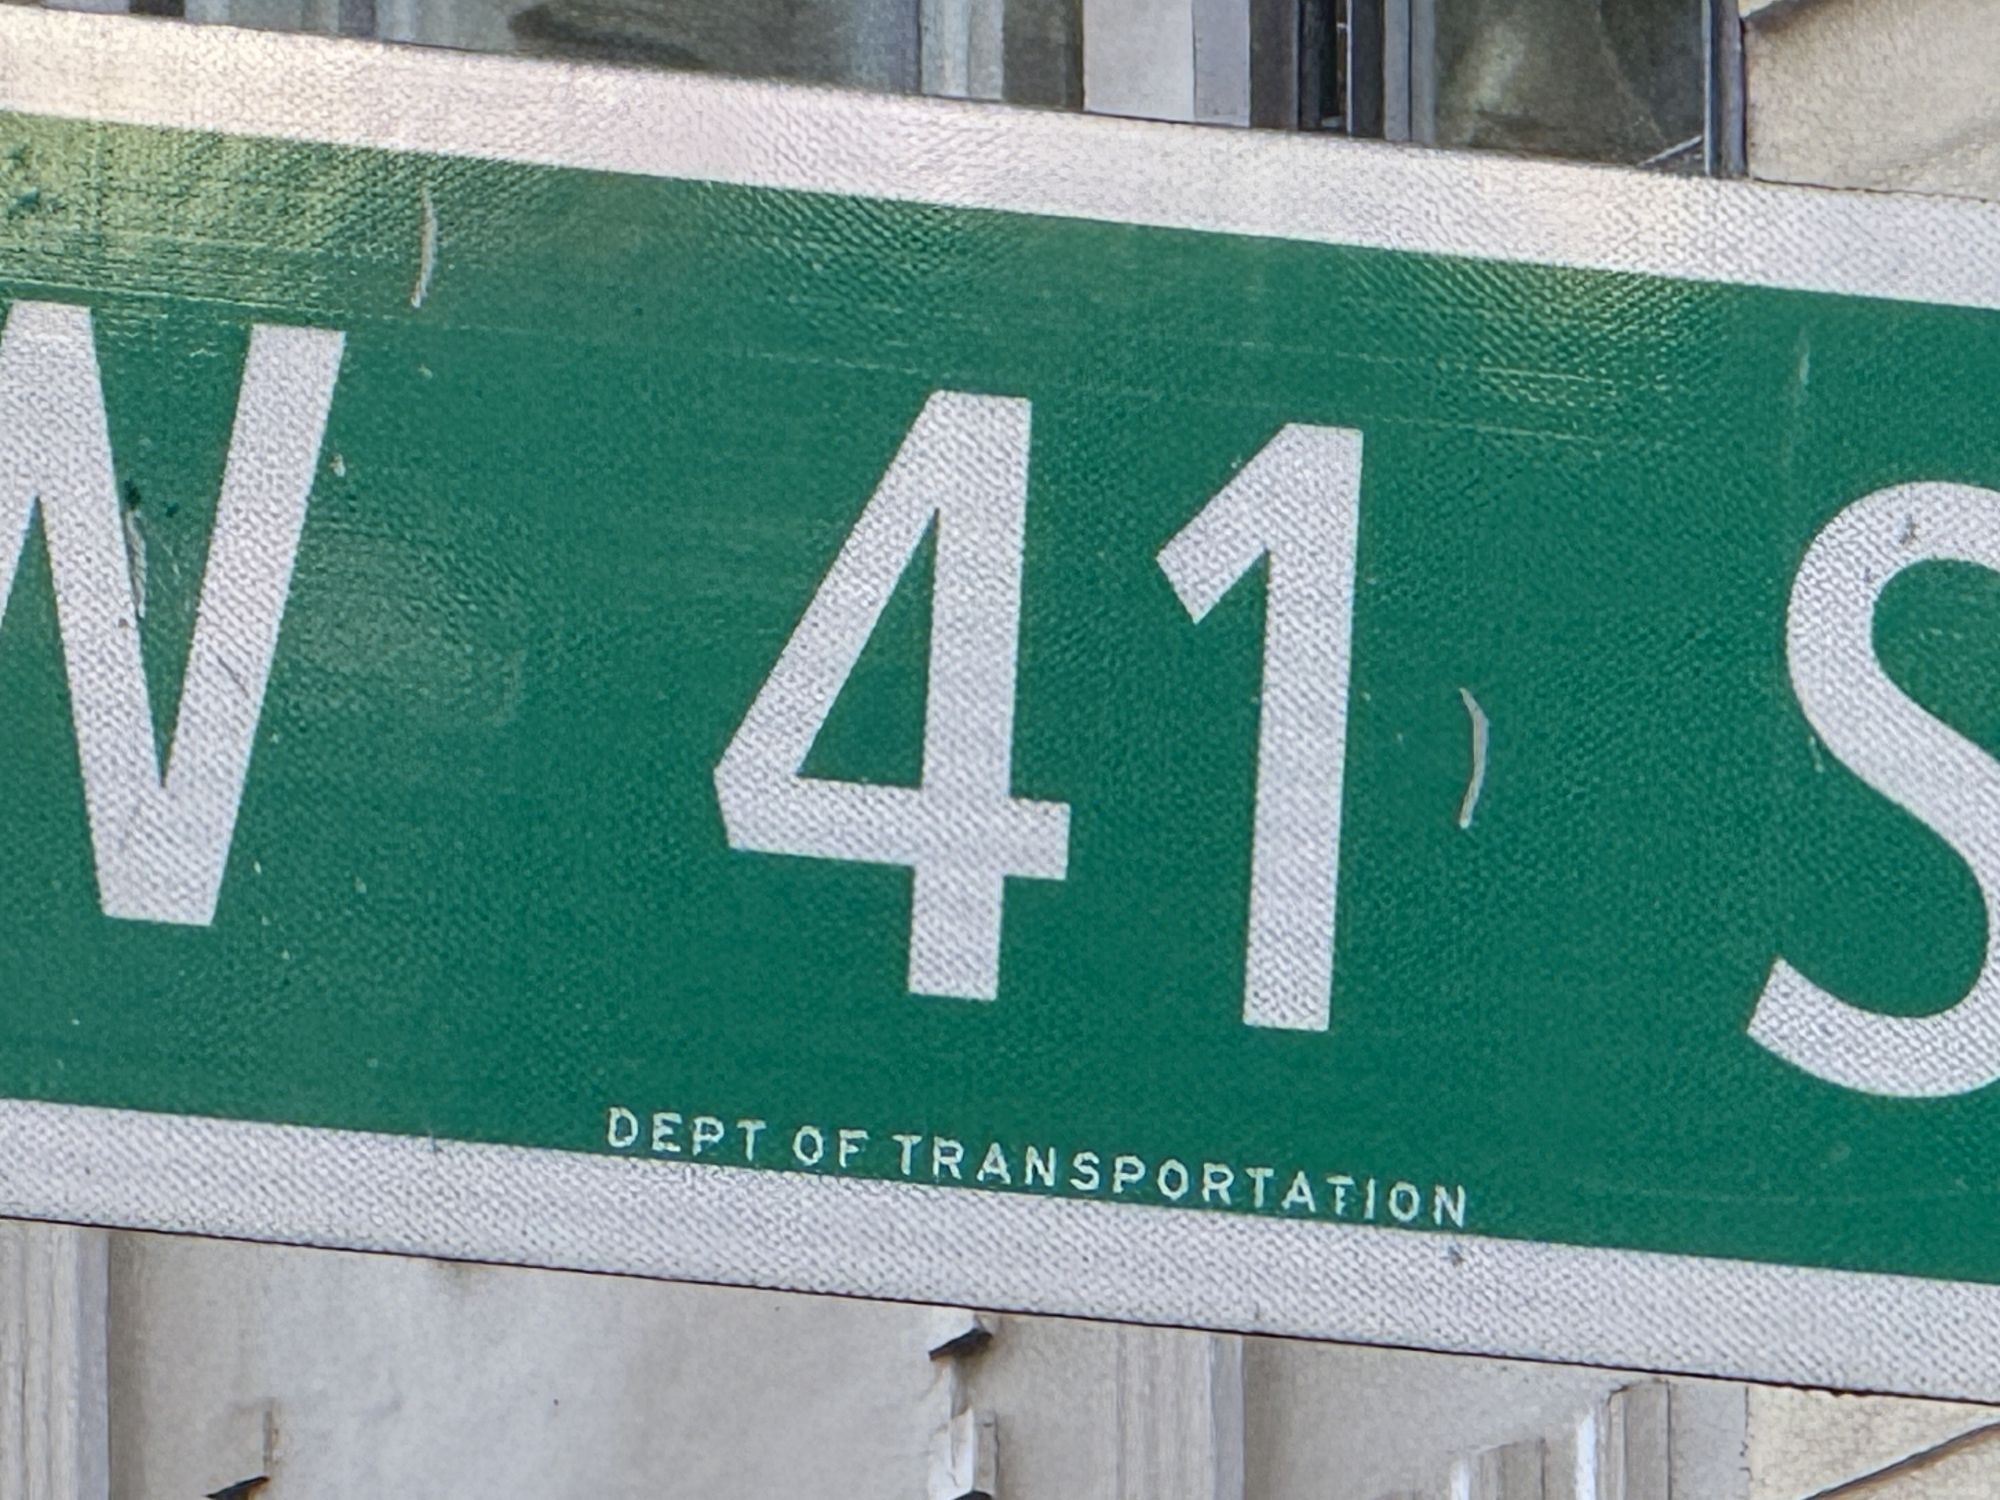 W 41 S
DEPT OF TRANSPORTATION